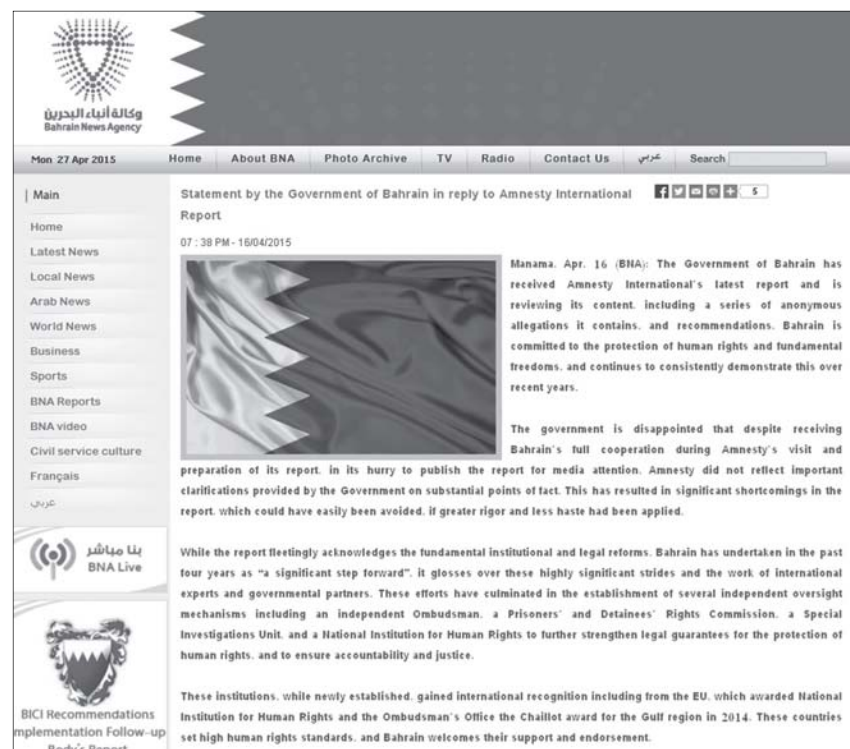 وكالة أنباء البحرين
Bahrain News Agency
Mon 27 Apr 2015
Home About BNA Photo Archive TV Radio Contact Us عربي Search
Main
Home
Latest News
Local News
Arab News
World News
Business
Sports
BNA Reports
BNA video
Civil service culture
Français
عربي
بنا مباشر
BNA Live
BICI Recommendations
mplementation Follow-up
Body's Report
Statement by the Government of Bahrain in reply to Amnesty International
Report
5
07 : 38 PM - 16/04/2015
Manama. Apr. 16 (BNA): The Government of Bahrain has
received Amnesty International's latest report and is
reviewing its content. including a series of anonymous
allegations it contains. and recommendations. Bahrain is
committed to the protection of human rights and fundamental
freedoms. and continues to consistently demonstrate this over
recent years.
The government is disappointed that despite receiving
Bahrain's full cooperation during Amnesty's visit and
preparation of its report. in its hurry to publish the report for media attention. Amnesty did not reflect important
clarifications provided by the Government on substantial points of fact. This has resulted in significant shortcomings in the
report. which could have easily been avoided. if greater rigor and less haste had been applied.
While the report fleetingly acknowledges the fundamental institutional and legal reforms. Bahrain has undertaken in the past
four years as “a significant step forward”. it glosses over these highly significant strides and the work of international
experts and governmental partners. These efforts have culminated in the establishment of several independent oversight
mechanisms including an independent Ombudsman. a Prisoners' and Detainees' Rights Commission. a Special
Investigations Unit. and a National Institution for Human Rights to further strengthen legal guarantees for the protection of
human rights. and to ensure accountability and justice.
These institutions. while newly established. gained international recognition including from the EU. which awarded National
Institution for Human Rights and the Ombudsman's Office the Chaillot award for the Gulf region in 2014. These countries
set high human rights standards. and Bahrain welcomes their support and endorsement.